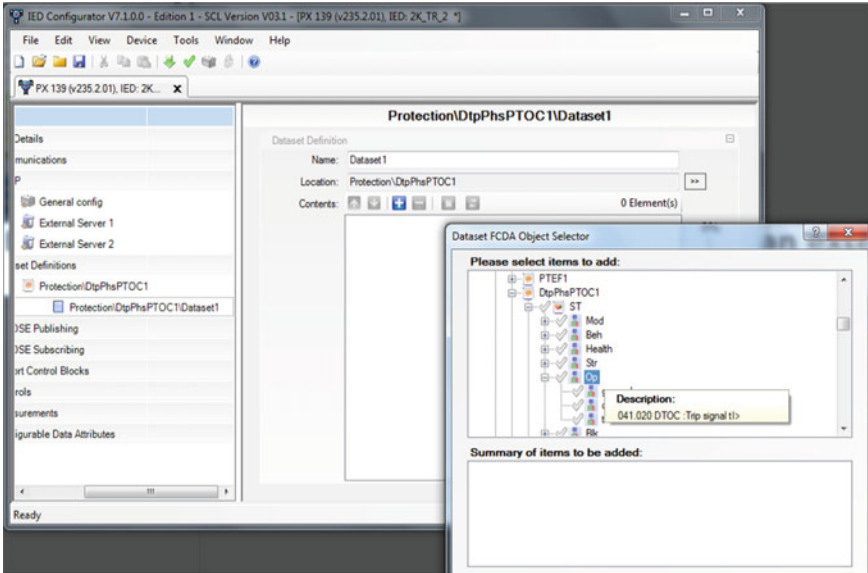 IED Configurator V7.1.0.0 - Edition 1 - SCL Version V03.1 - [PX 139 (v235.2.01), IED: 2K_TR_2 *]
File Edit View Device Tools Window Help
PX 139 (v235.2.01), IED: 2K... X
Protection\DtpPhsPTOC1\Dataset1
Details
munications
P
General config
External Server 1
External Server 2
set Definitions
Protection\DtpPhsPTOC1
Protection\DtpPhsPTOC1\Dataset1
OSE Publishing
OSE Subscribing
ort Control Blocks
rols
surements
igurable Data Attributes
Ready
Dataset Definition
Name: Dataset1
Location: Protection\DtpPhsPTOC1 >>
Contents: 0 Element(s)
Dataset FCDA Object Selector
Please select items to add:
PTEF1
DtpPhsPTOC1
ST
Mod
Beh
Health
Str
Op
Description:
041.020 DTOC :Trip signal tI>
Blk
Summary of items to be added: